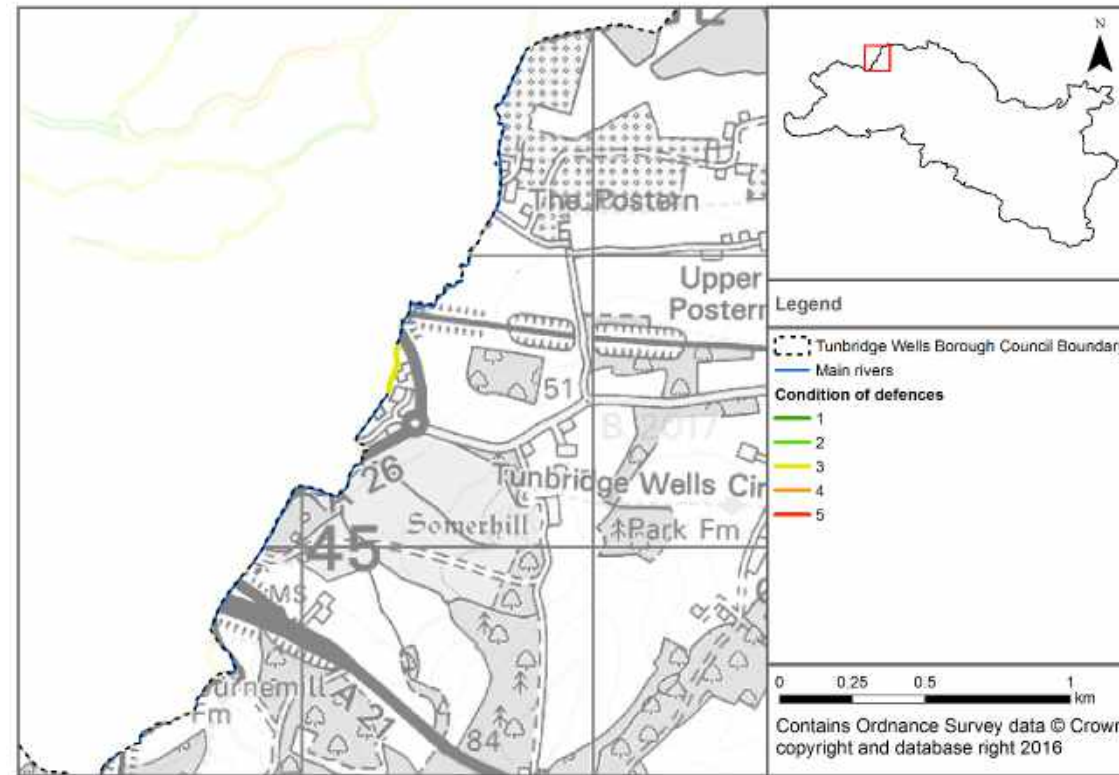 The Postern
Upper
Postern
51
B 2017
A 26
Tunbridge Wells Cir
Somerhill
Park Fm
45
MS
Fm
A 21
84
N
Legend
Tunbridge Wells Borough Council Boundary
Main rivers
Condition of defences
1
2
3
4
5
0 0.25 0.5 1
km
Contains Ordnance Survey data © Crown
copyright and database right 2016